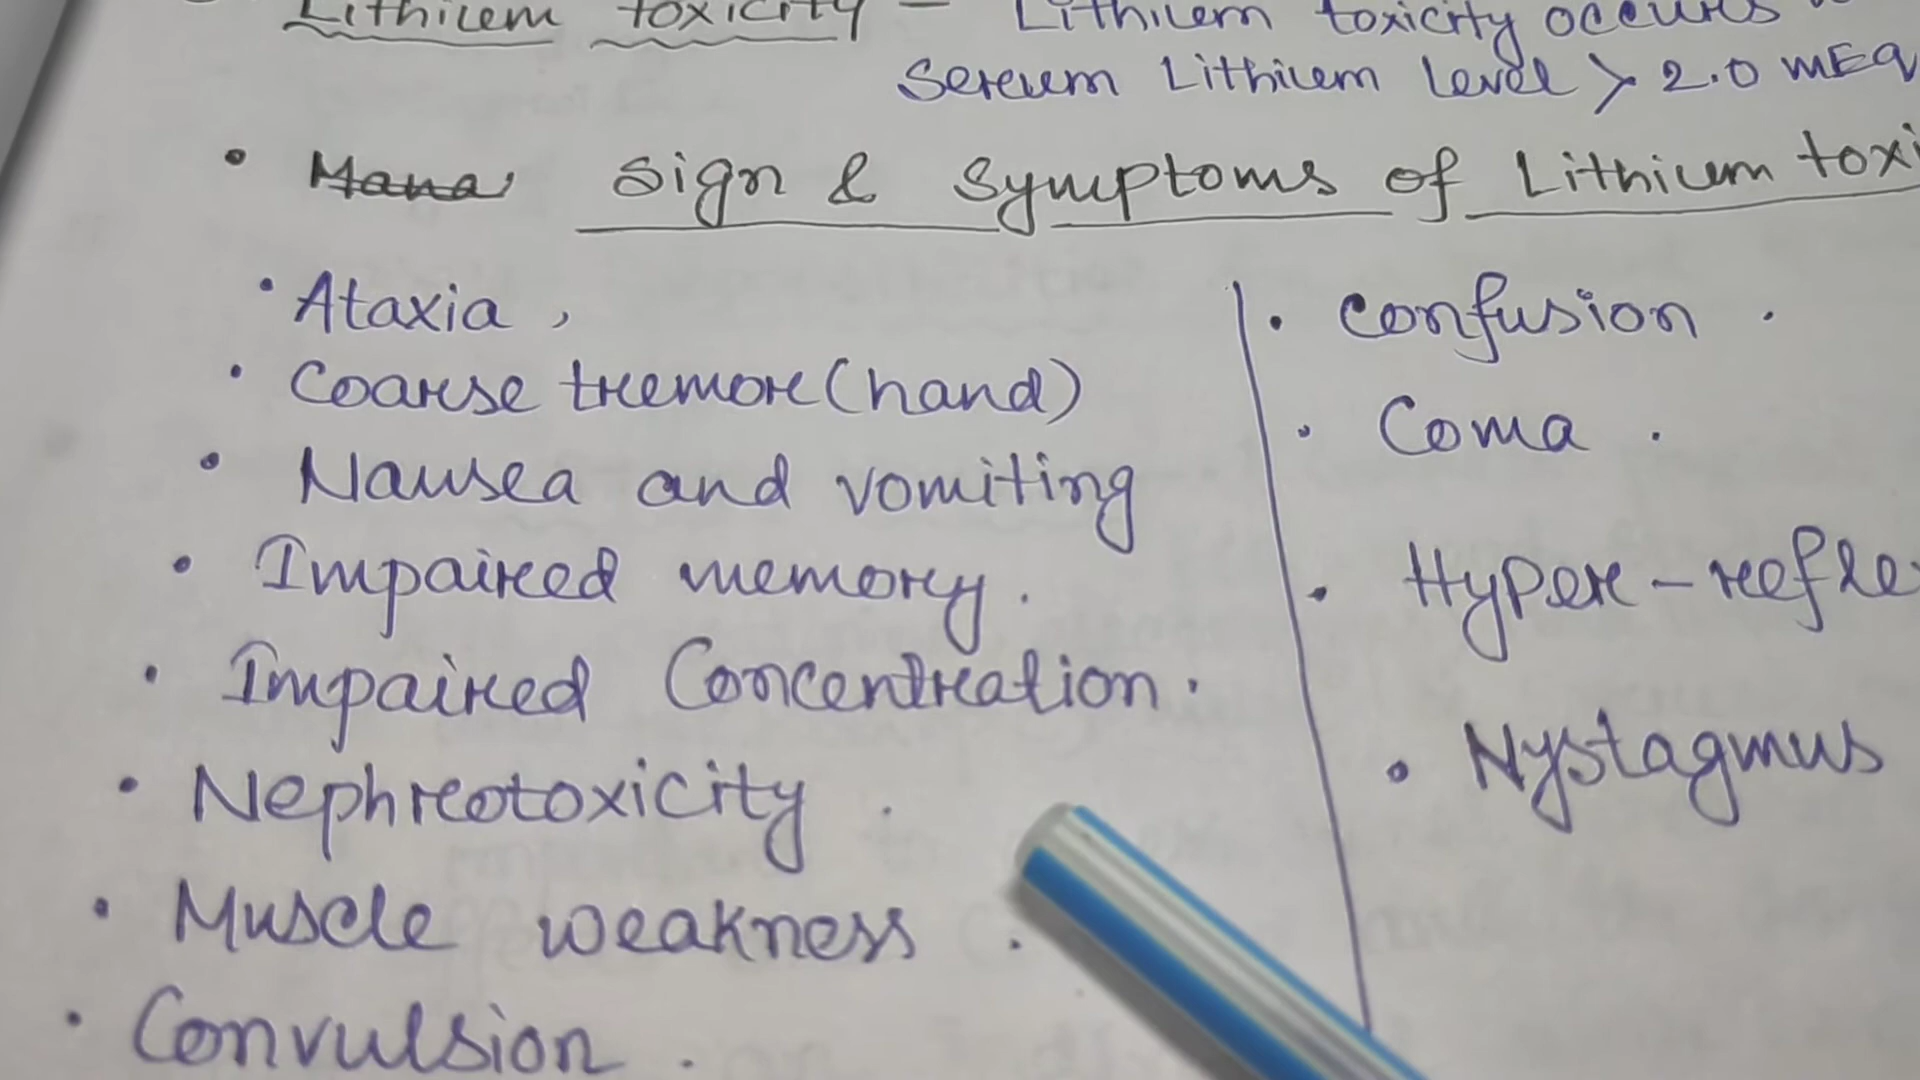 Lithium toxicity - Lithium toxicity occurs
Serum Lithium level > 2.0 mEq
• Mana Sign & Symptoms of Lithium toxi
• Ataxia,
• Coarse tremor (hand)
• Nausea and vomiting
• Impaired memory.
• Impaired Concentration.
• Nephrotoxicity.
• Muscle weakness.
• Convulsion.
• Confusion.
• Coma.
• Hyper-refle
• Nystagmus